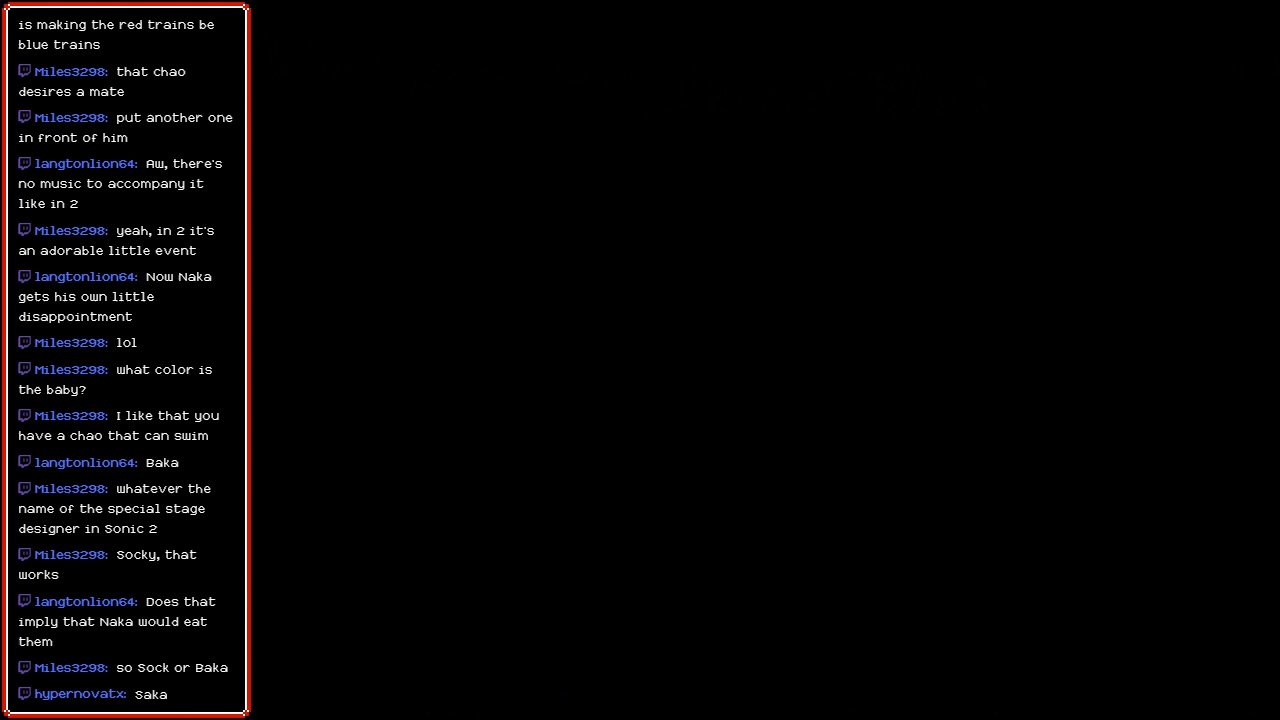 is making the red trains be
blue trains
Miles3298: that chao
desires a mate
Miles3298: put another one
in front of him
langtonlion64: Aw, there's
no music to accompany it
like in 2
Miles3298: yeah, in 2 it's
an adorable little event
langtonlion64: Now Naka
gets his own little
disappointment
Miles3298: lol
Miles3298: what color is
the baby?
Miles3298: I like that you
have a chao that can swim
langtonlion64: Baka
Miles3298: whatever the
name of the special stage
designer in Sonic 2
Miles3298: Socky, that
works
langtonlion64: Does that
imply that Naka would eat
them
Miles3298: so Sock or Baka
hypernovatx: Saka